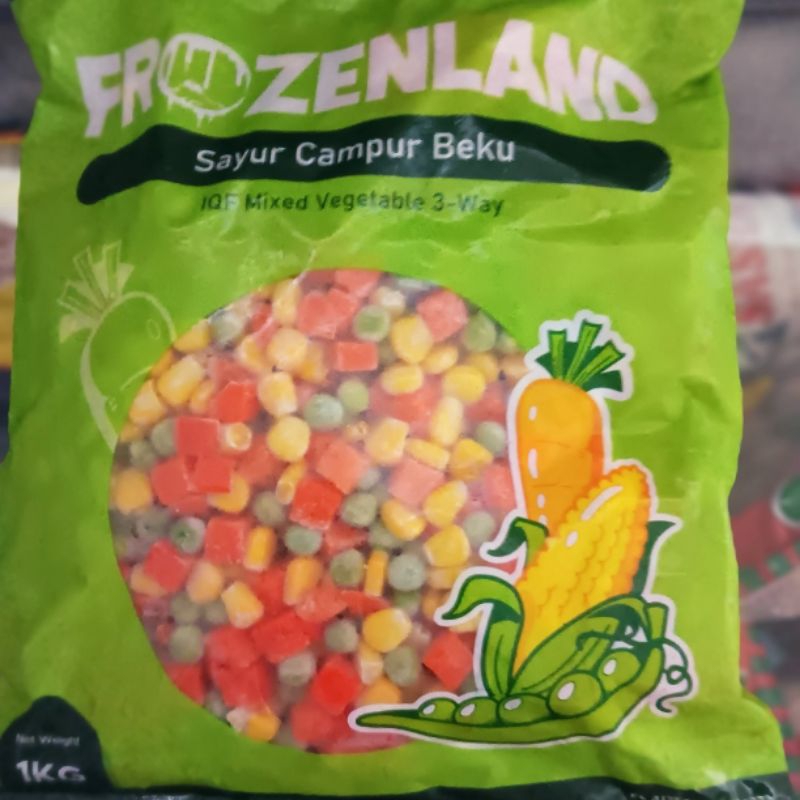 FROZENLAND
Sayur Campur Beku
IQF Mixed Vegetable 3-Way
Net Weight
1KG